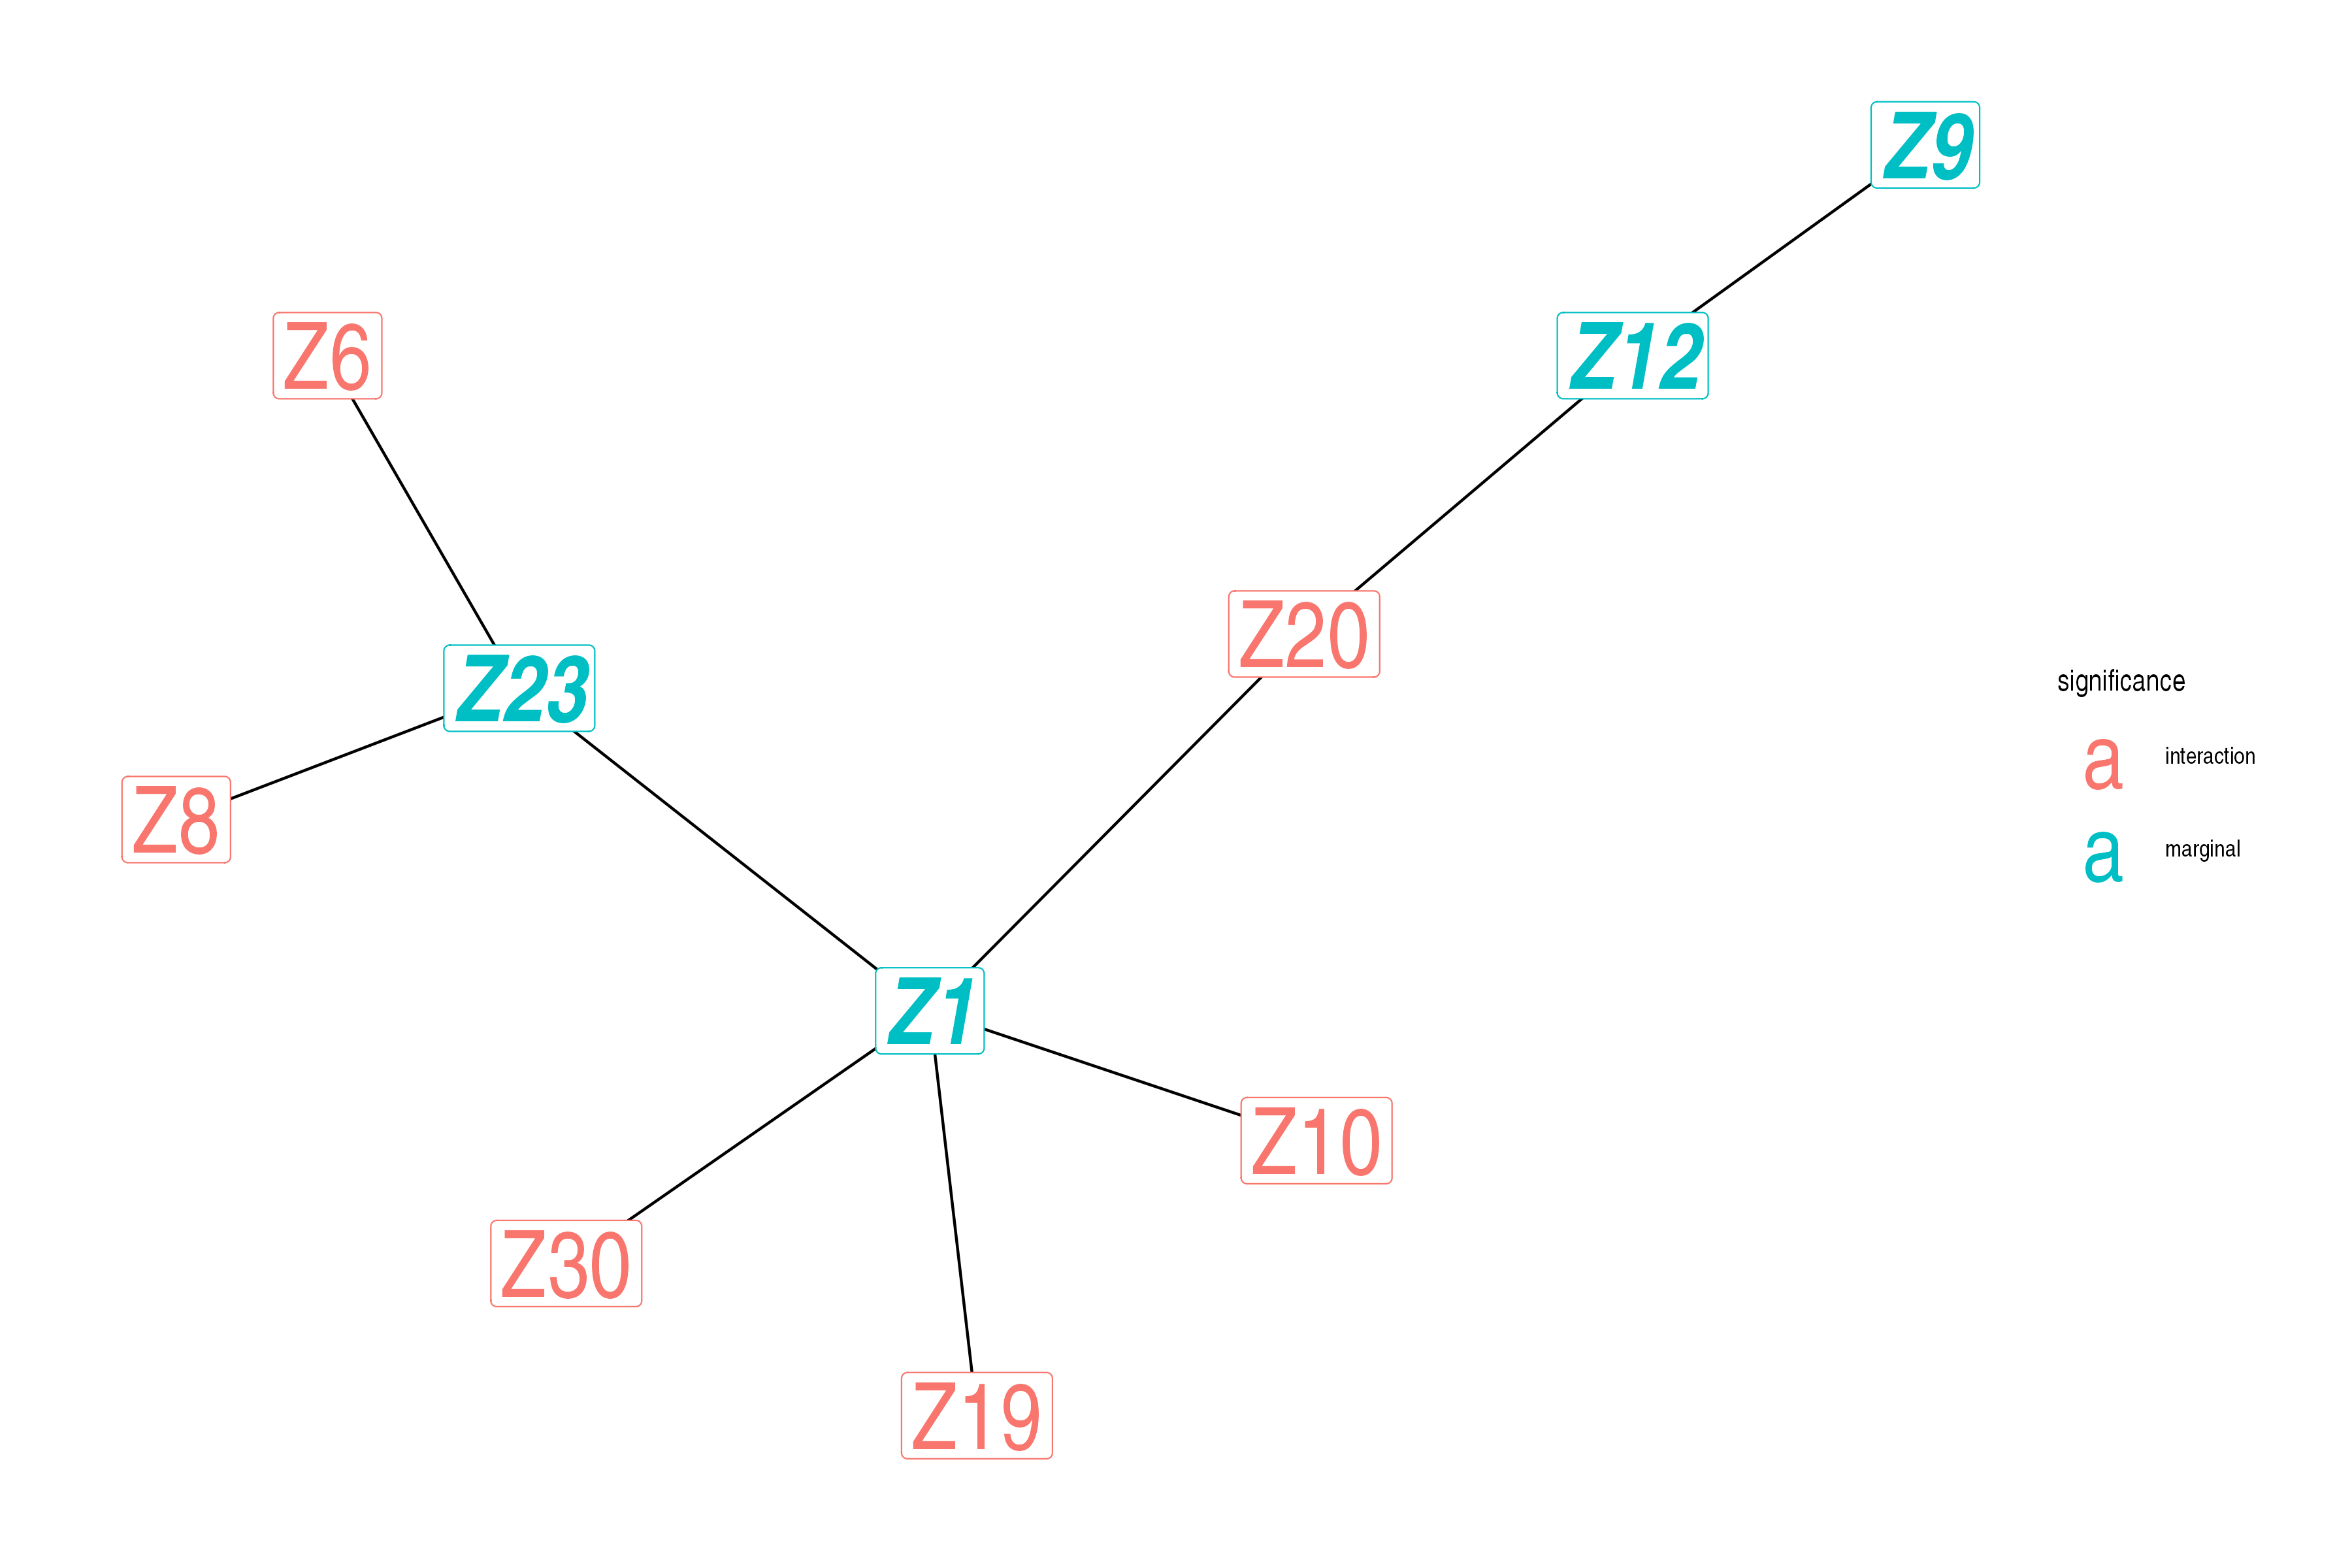 Z9
Z6
Z12
Z20
Z23
significance
interaction
a
Z8
marginal
a
Z1
Z10
Z30
Z19